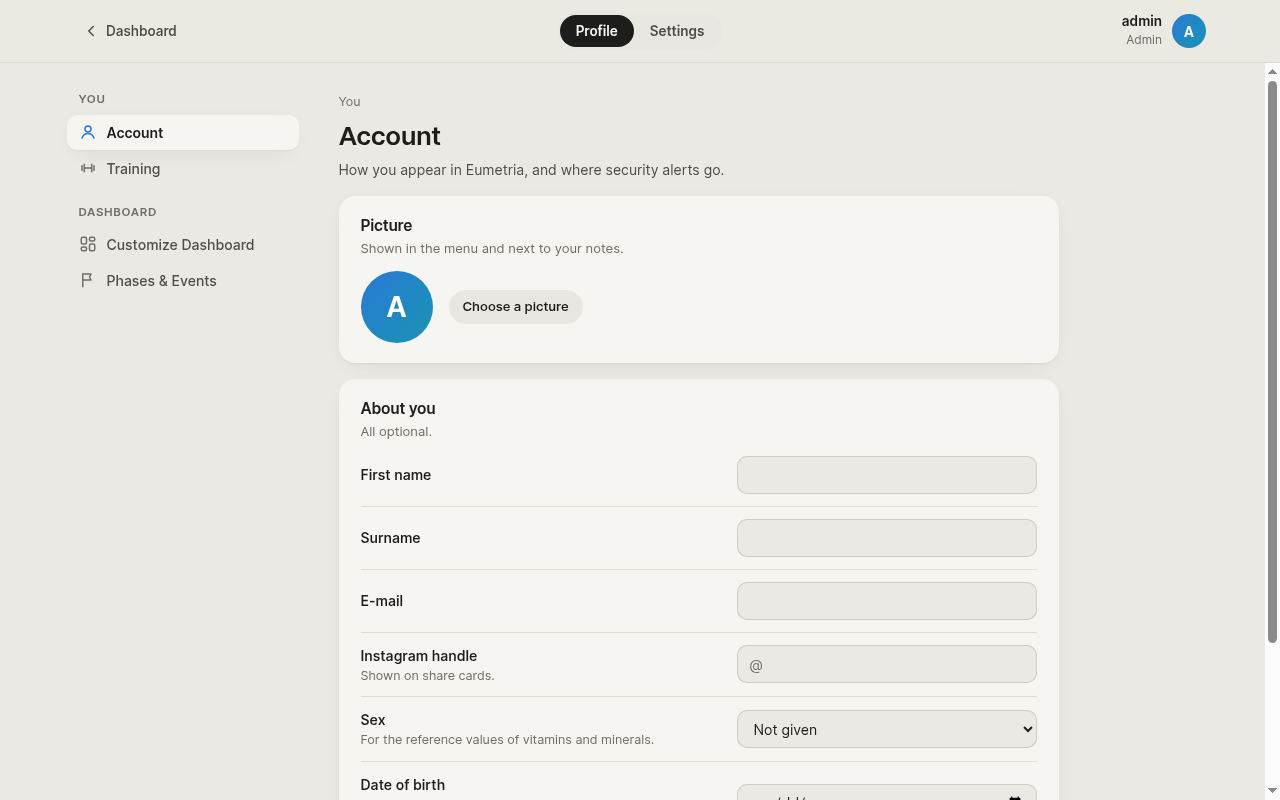 Dashboard
Profile
Settings
admin
Admin
A
YOU
Account
Training
DASHBOARD
Customize Dashboard
Phases & Events
You
Account
How you appear in Eumetria, and where security alerts go.
Picture
Shown in the menu and next to your notes.
A
Choose a picture
About you
All optional.
First name
Surname
E-mail
Instagram handle
Shown on share cards.
@
Sex
For the reference values of vitamins and minerals.
Not given
Date of birth